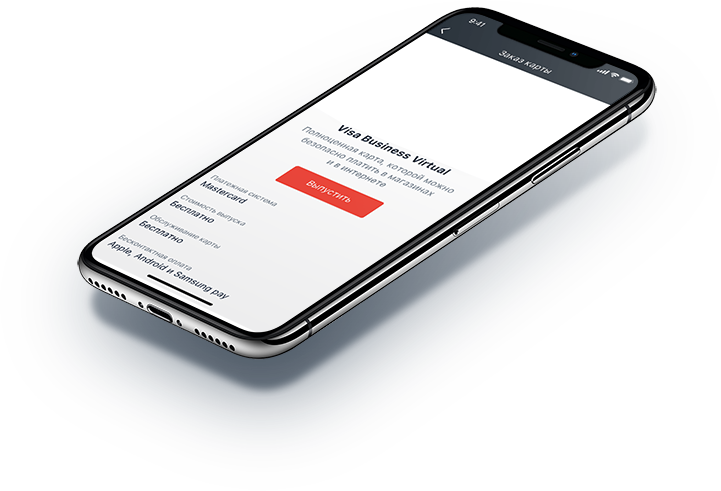 9:41
Заказ карты
Visa Business Virtual
Полноценная карта, которой можно
безопасно платить в магазинах
и в интернете
Выпустить
Платежная система
Mastercard
Стоимость выпуска
Бесплатно
Обслуживание карты
Бесплатно
Бесконтактная оплата
Apple, Android и Samsung pay